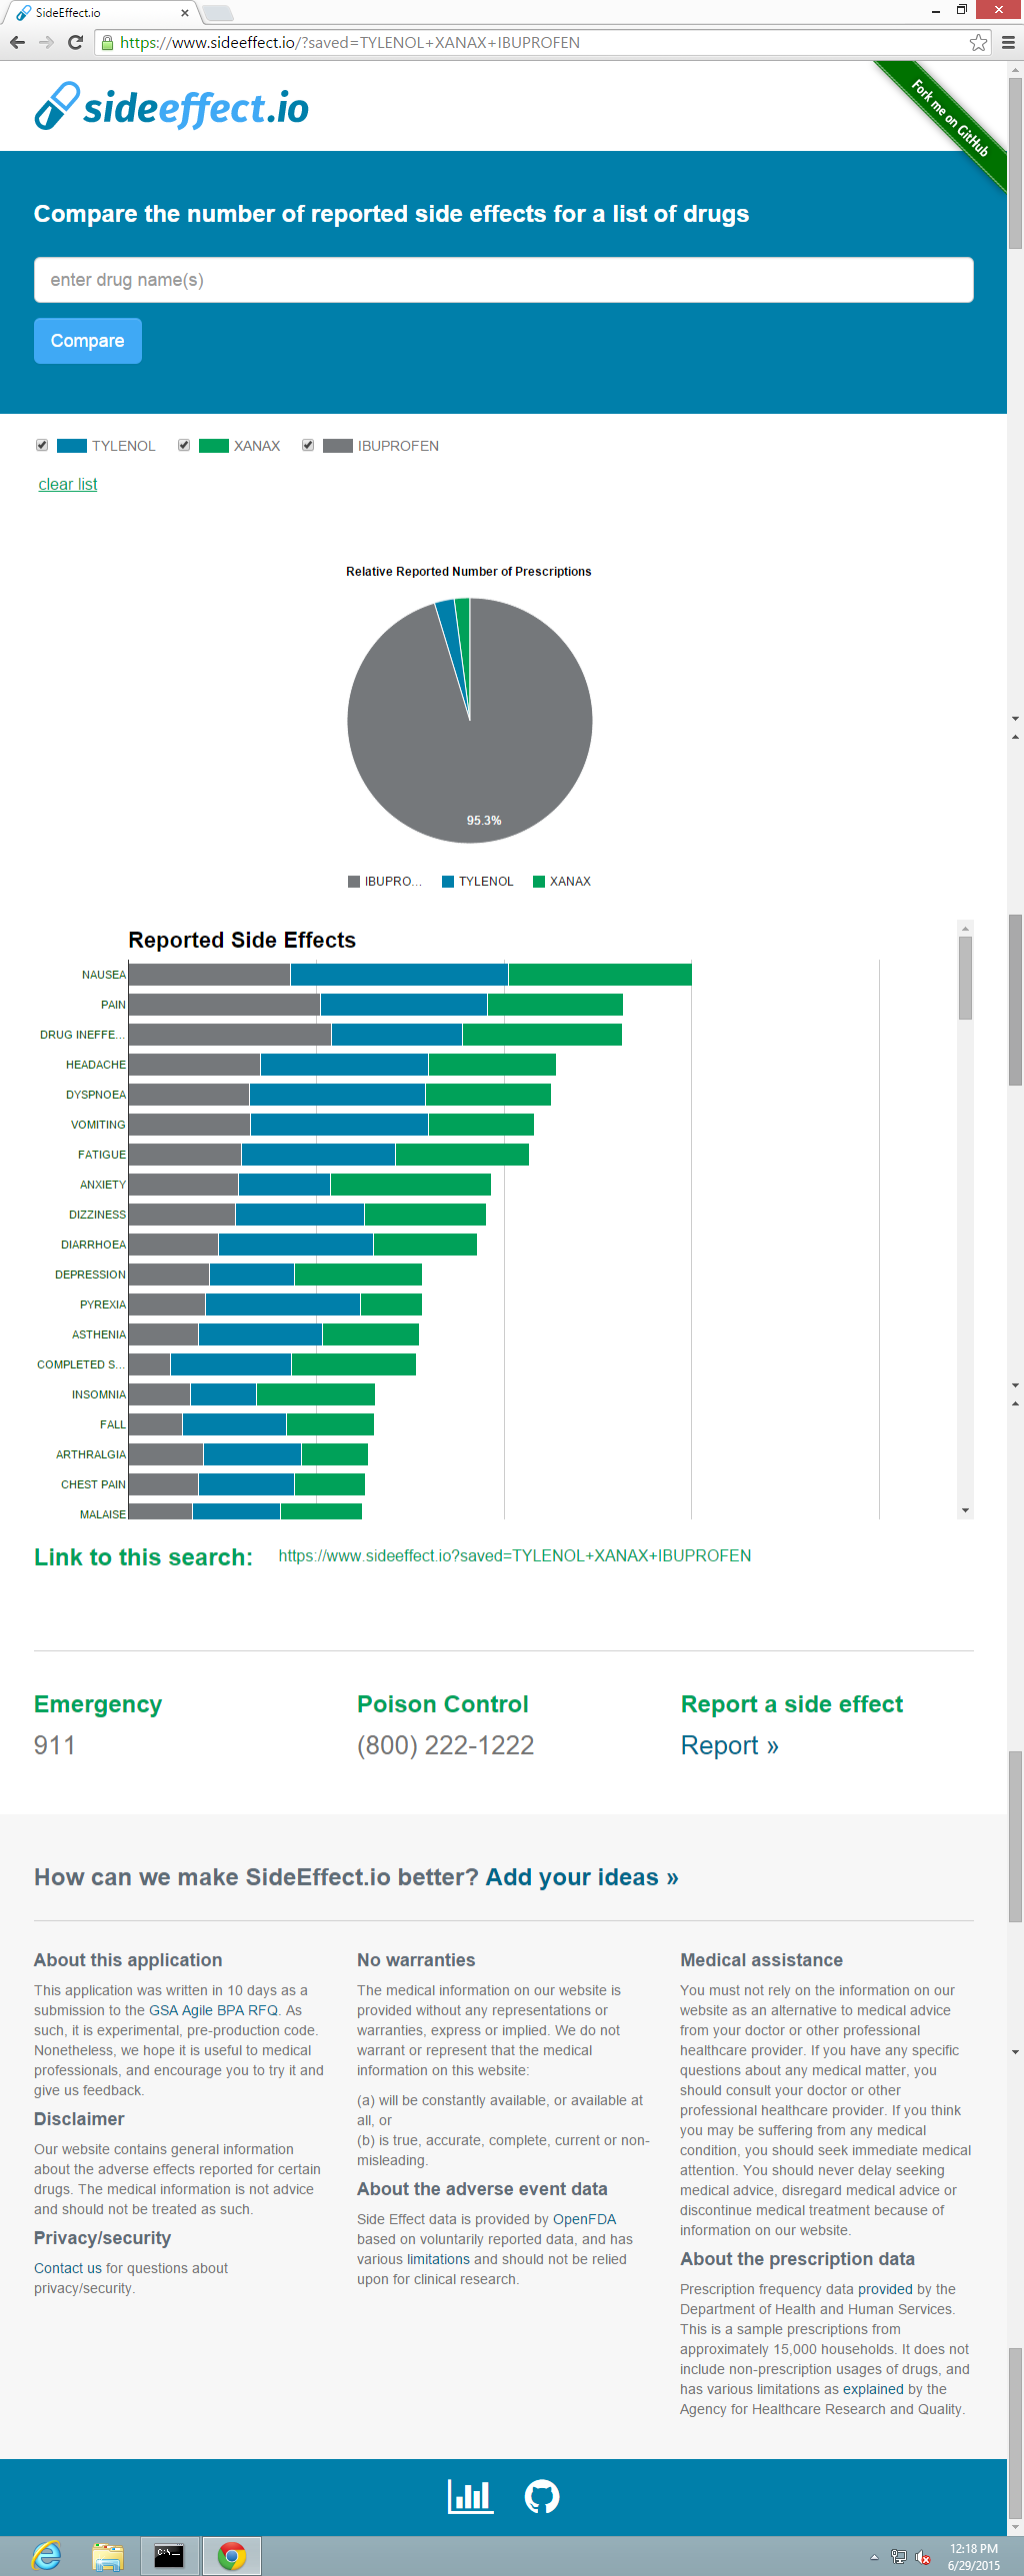 SideEffect.io
https://www.sideeffect.io/?saved=TYLENOL+XANAX+IBUPROFEN
sideeffect.io
Fork me on GitHub
Compare the number of reported side effects for a list of drugs
enter drug name(s)
Compare
TYLENOL XANAX IBUPROFEN
clear list
Relative Reported Number of Prescriptions
95.3%
IBUPRO... TYLENOL XANAX
Reported Side Effects
NAUSEA
PAIN
DRUG INEFFE...
HEADACHE
DYSPNOEA
VOMITING
FATIGUE
ANXIETY
DIZZINESS
DIARRHOEA
DEPRESSION
PYREXIA
ASTHENIA
COMPLETED S...
INSOMNIA
FALL
ARTHRALGIA
CHEST PAIN
MALAISE
Link to this search: https://www.sideeffect.io?saved=TYLENOL+XANAX+IBUPROFEN
Emergency
911
Poison Control
(800) 222-1222
Report a side effect
Report »
How can we make SideEffect.io better? Add your ideas »
About this application
This application was written in 10 days as a
submission to the GSA Agile BPA RFQ. As
such, it is experimental, pre-production code.
Nonetheless, we hope it is useful to medical
professionals, and encourage you to try it and
give us feedback.
Disclaimer
Our website contains general information
about the adverse effects reported for certain
drugs. The medical information is not advice
and should not be treated as such.
Privacy/security
Contact us for questions about
privacy/security.
No warranties
The medical information on our website is
provided without any representations or
warranties, express or implied. We do not
warrant or represent that the medical
information on this website:
(a) will be constantly available, or available at
all, or
(b) is true, accurate, complete, current or non-
misleading.
About the adverse event data
Side Effect data is provided by OpenFDA
based on voluntarily reported data, and has
various limitations and should not be relied
upon for clinical research.
Medical assistance
You must not rely on the information on our
website as an alternative to medical advice
from your doctor or other professional
healthcare provider. If you have any specific
questions about any medical matter, you
should consult your doctor or other
professional healthcare provider. If you think
you may be suffering from any medical
condition, you should seek immediate medical
attention. You should never delay seeking
medical advice, disregard medical advice or
discontinue medical treatment because of
information on our website.
About the prescription data
Prescription frequency data provided by the
Department of Health and Human Services.
This is a sample prescriptions from
approximately 15,000 households. It does not
include non-prescription usages of drugs, and
has various limitations as explained by the
Agency for Healthcare Research and Quality.
C:\
12:18 PM
6/29/2015